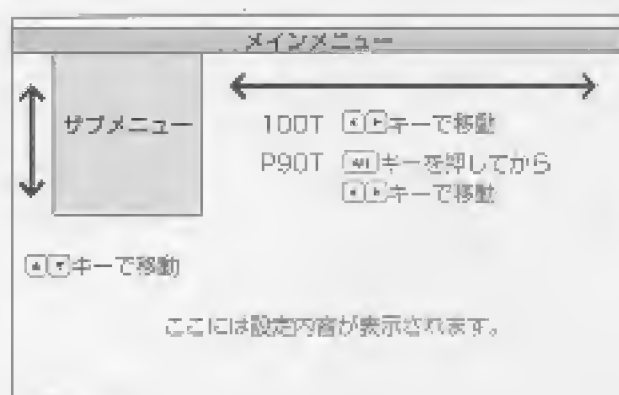 メインメニュー
サブメニュー
100T ◀▶キーで移動
P90T キーを押してから
◀▶キーで移動
▲▼キーで移動
ここには設定内容が表示されます。